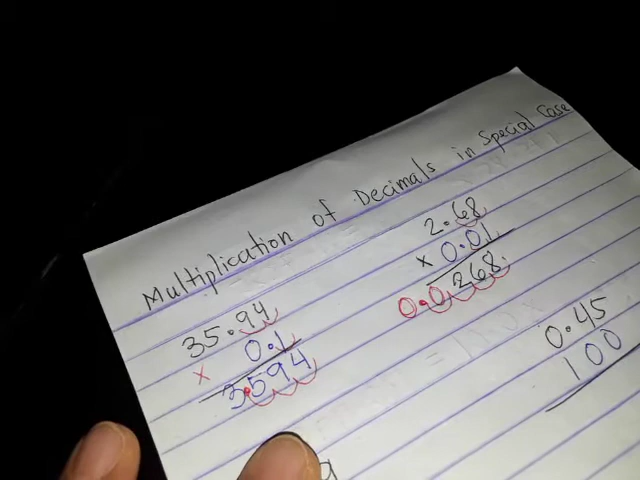 Multiplication of Decimals in Special Case
35.94
x 0.1
3.594
2.68
x 0.01
0.0268
0.45
100